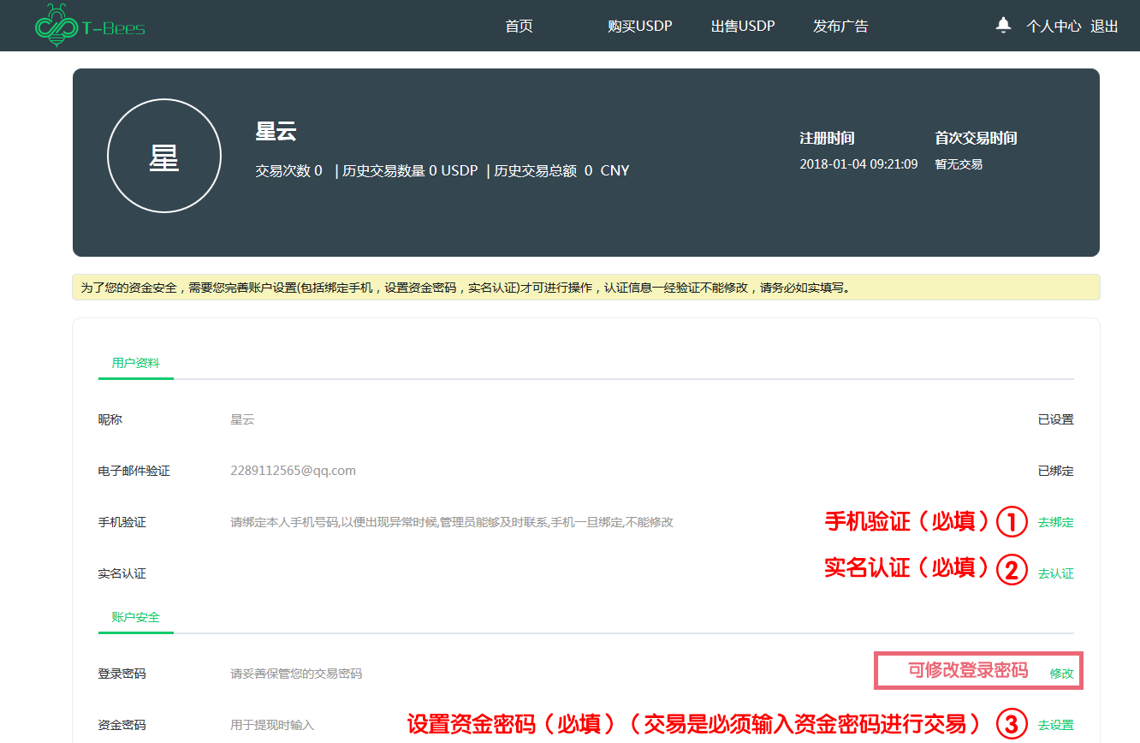 T-Bees 首页 购买USDP 出售USDP 发布广告 个人中心 退出
星
星云
交易次数 0 | 历史交易数量 0 USDP | 历史交易总额 0 CNY
注册时间 首次交易时间
2018-01-04 09:21:09 暂无交易
为了您的资金安全，需要您完善账户设置(包括绑定手机，设置资金密码，实名认证)才可进行操作，认证信息一经验证不能修改，请务必如实填写。
用户资料
昵称 星云 已设置
电子邮件验证 2289112565@qq.com 已绑定
手机验证 请绑定本人手机号码,以便出现异常时候,管理员能够及时联系,手机一旦绑定,不能修改 手机验证（必填）① 去绑定
实名认证 实名认证（必填）② 去认证
账户安全
登录密码 请妥善保管您的交易密码 可修改登录密码 修改
资金密码 用于提现时输入 设置资金密码（必填）（交易是必须输入资金密码进行交易）③ 去设置